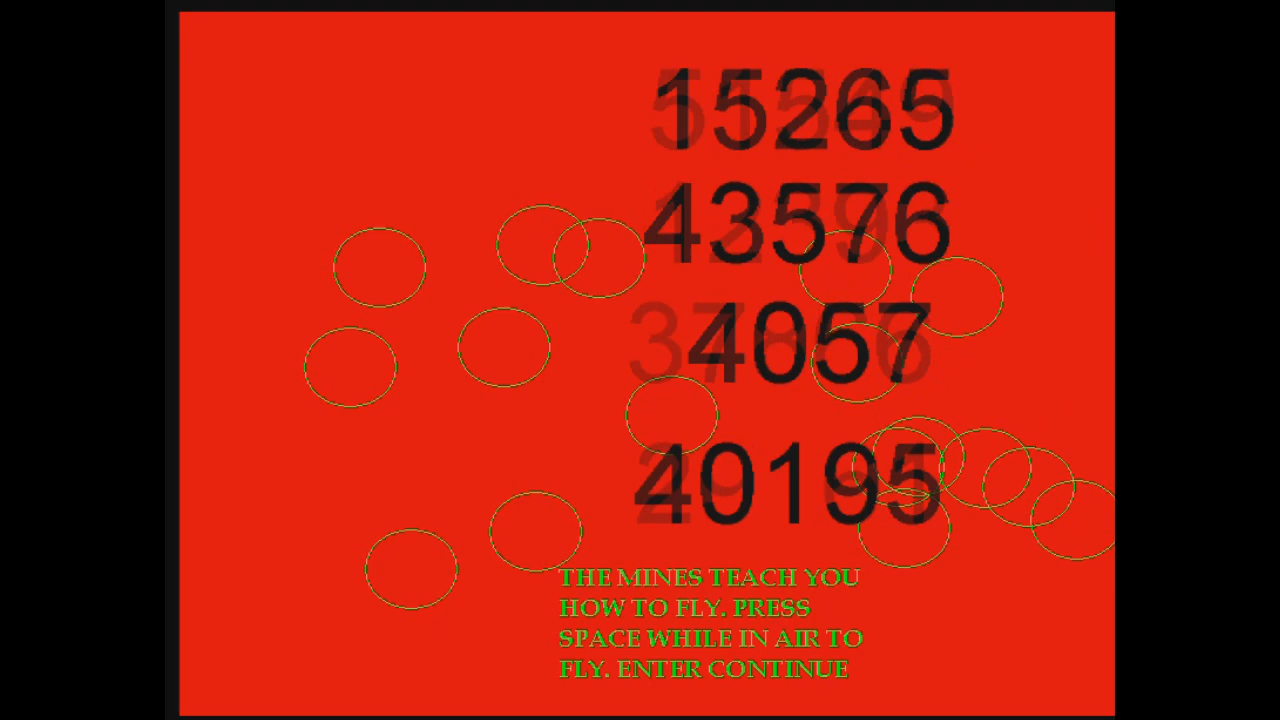 15265
43576
4057
40195
THE MINES TEACH YOU
HOW TO FLY. PRESS
SPACE WHILE IN AIR TO
FLY. ENTER CONTINUE